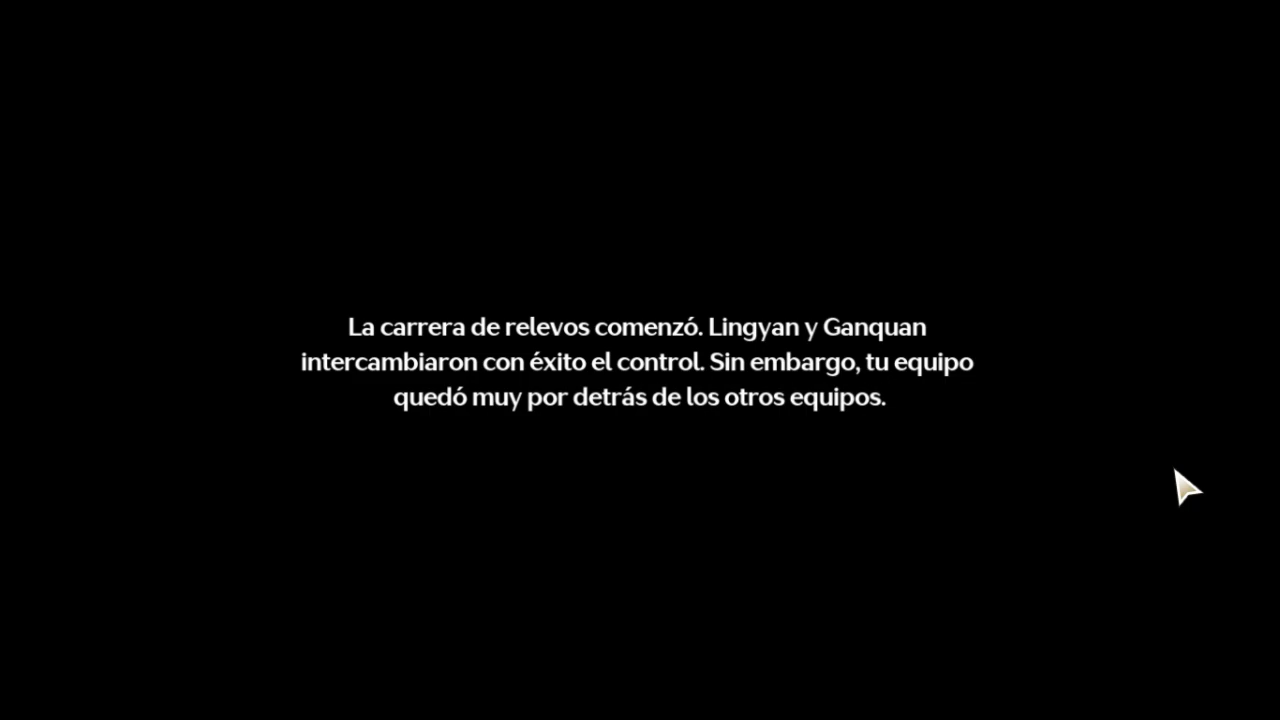 La carrera de relevos comenzó. Lingyan y Ganquan
intercambiaron con éxito el control. Sin embargo, tu equipo
quedó muy por detrás de los otros equipos.